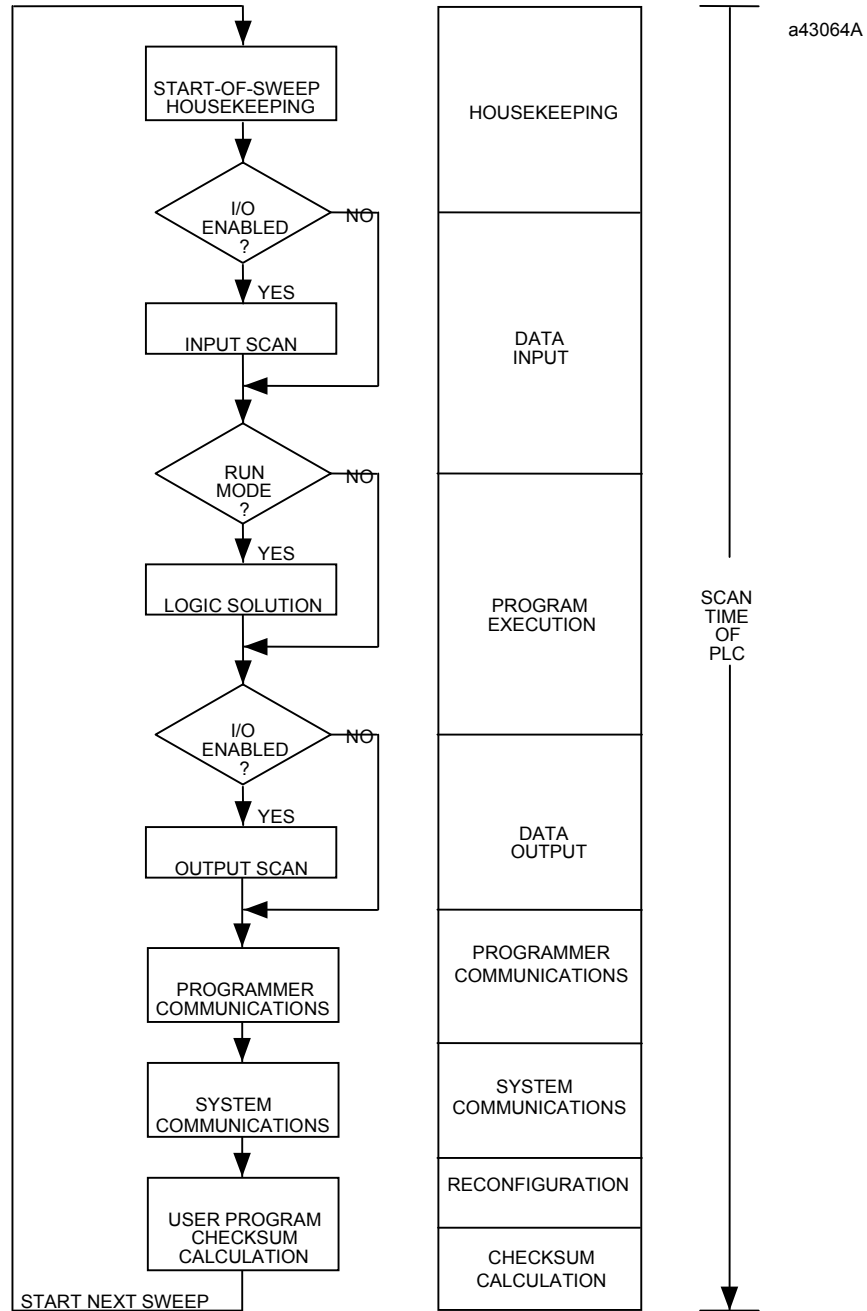 a43064A
START-OF-SWEEP
HOUSEKEEPING
I/O
ENABLED
?
NO
YES
INPUT SCAN
RUN
MODE
?
NO
YES
LOGIC SOLUTION
I/O
ENABLED
?
NO
YES
OUTPUT SCAN
PROGRAMMER
COMMUNICATIONS
SYSTEM
COMMUNICATIONS
USER PROGRAM
CHECKSUM
CALCULATION
START NEXT SWEEP
HOUSEKEEPING
DATA
INPUT
PROGRAM
EXECUTION
DATA
OUTPUT
PROGRAMMER
COMMUNICATIONS
SYSTEM
COMMUNICATIONS
RECONFIGURATION
CHECKSUM
CALCULATION
SCAN
TIME
OF
PLC